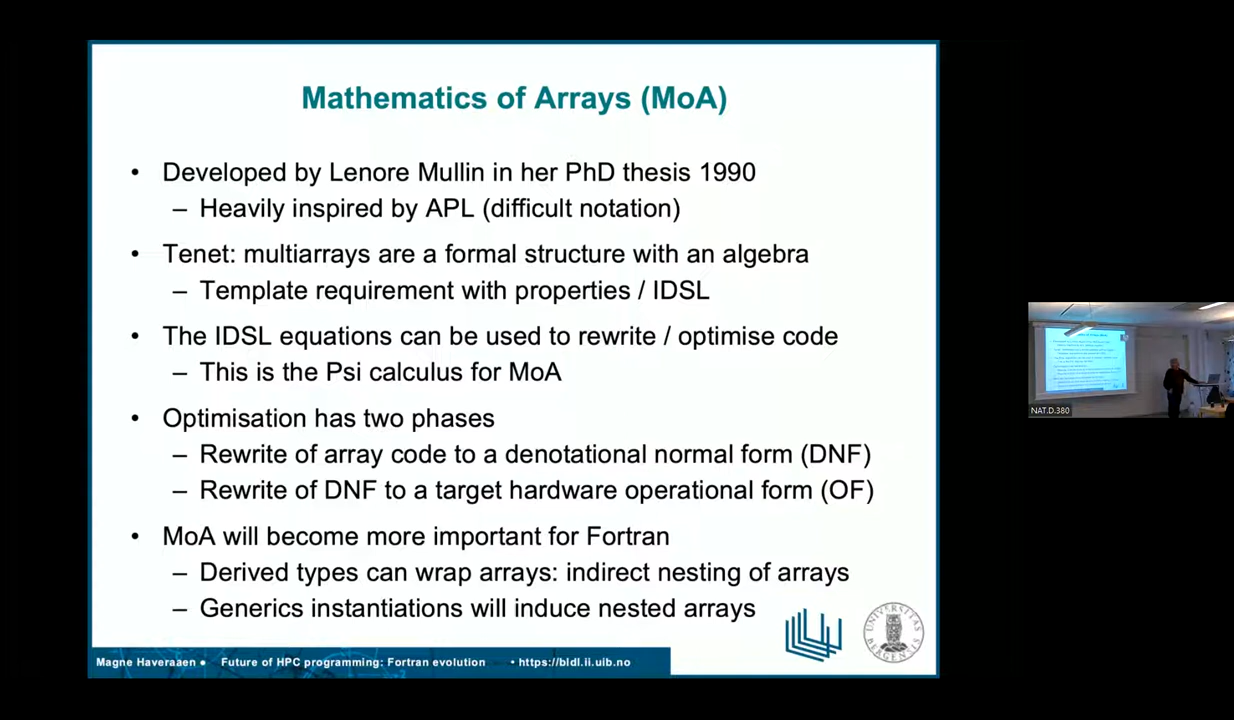 Mathematics of Arrays (MoA)
• Developed by Lenore Mullin in her PhD thesis 1990
– Heavily inspired by APL (difficult notation)
• Tenet: multiarrays are a formal structure with an algebra
– Template requirement with properties / IDSL
• The IDSL equations can be used to rewrite / optimise code
– This is the Psi calculus for MoA
• Optimisation has two phases
– Rewrite of array code to a denotational normal form (DNF)
– Rewrite of DNF to a target hardware operational form (OF)
• MoA will become more important for Fortran
– Derived types can wrap arrays: indirect nesting of arrays
– Generics instantiations will induce nested arrays
UNIVERSITAS BERGENSIS
Magne Haveraaen • Future of HPC programming: Fortran evolution • https://bldl.ii.uib.no
NAT.D.380